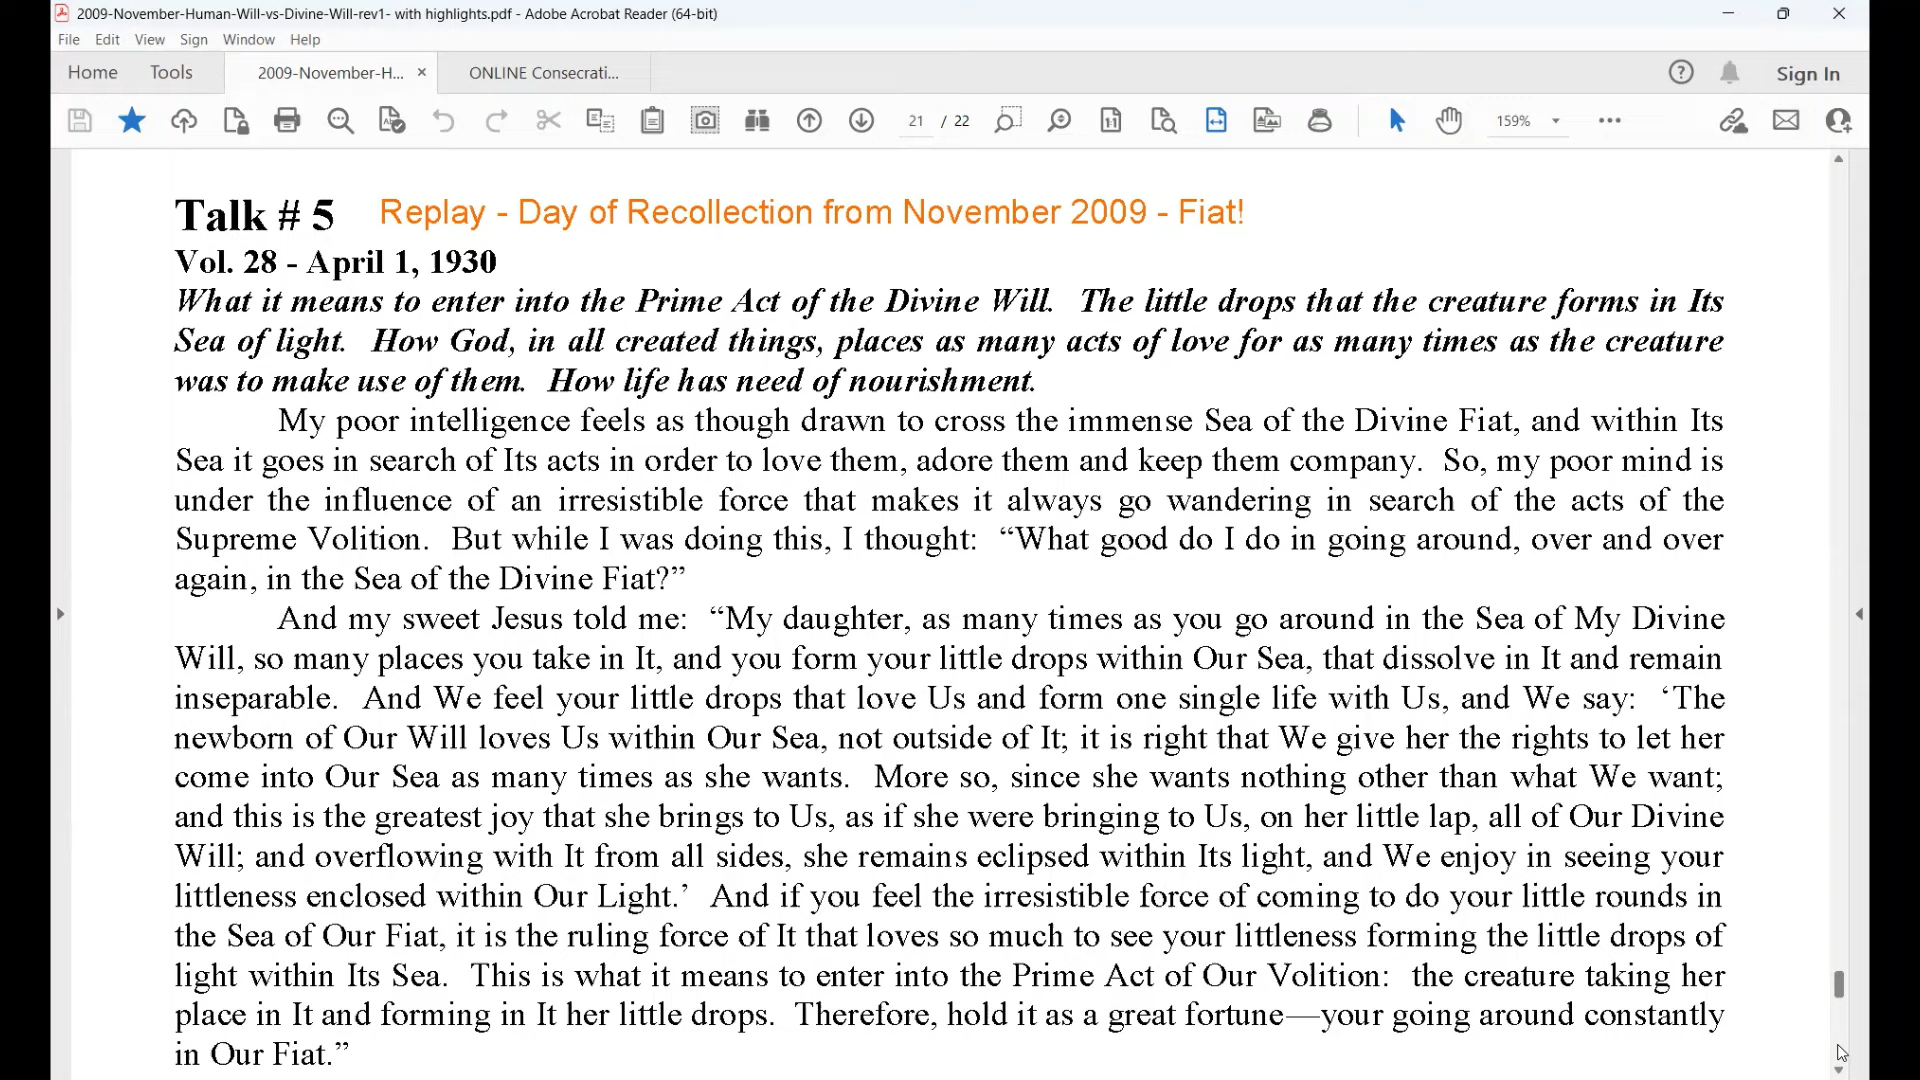 2009-November-Human-Will-vs-Divine-Will-rev1- with highlights.pdf - Adobe Acrobat Reader (64-bit)
File Edit View Sign Window Help
Home Tools 2009-November-H... × ONLINE Consecrati... Sign In
21 / 22 159%
Talk # 5 Replay - Day of Recollection from November 2009 - Fiat!
Vol. 28 - April 1, 1930
What it means to enter into the Prime Act of the Divine Will. The little drops that the creature forms in Its
Sea of light. How God, in all created things, places as many acts of love for as many times as the creature
was to make use of them. How life has need of nourishment.
My poor intelligence feels as though drawn to cross the immense Sea of the Divine Fiat, and within Its
Sea it goes in search of Its acts in order to love them, adore them and keep them company. So, my poor mind is
under the influence of an irresistible force that makes it always go wandering in search of the acts of the
Supreme Volition. But while I was doing this, I thought: “What good do I do in going around, over and over
again, in the Sea of the Divine Fiat?”
And my sweet Jesus told me: “My daughter, as many times as you go around in the Sea of My Divine
Will, so many places you take in It, and you form your little drops within Our Sea, that dissolve in It and remain
inseparable. And We feel your little drops that love Us and form one single life with Us, and We say: ‘The
newborn of Our Will loves Us within Our Sea, not outside of It; it is right that We give her the rights to let her
come into Our Sea as many times as she wants. More so, since she wants nothing other than what We want;
and this is the greatest joy that she brings to Us, as if she were bringing to Us, on her little lap, all of Our Divine
Will; and overflowing with It from all sides, she remains eclipsed within Its light, and We enjoy in seeing your
littleness enclosed within Our Light.’ And if you feel the irresistible force of coming to do your little rounds in
the Sea of Our Fiat, it is the ruling force of It that loves so much to see your littleness forming the little drops of
light within Its Sea. This is what it means to enter into the Prime Act of Our Volition: the creature taking her
place in It and forming in It her little drops. Therefore, hold it as a great fortune—your going around constantly
in Our Fiat.”